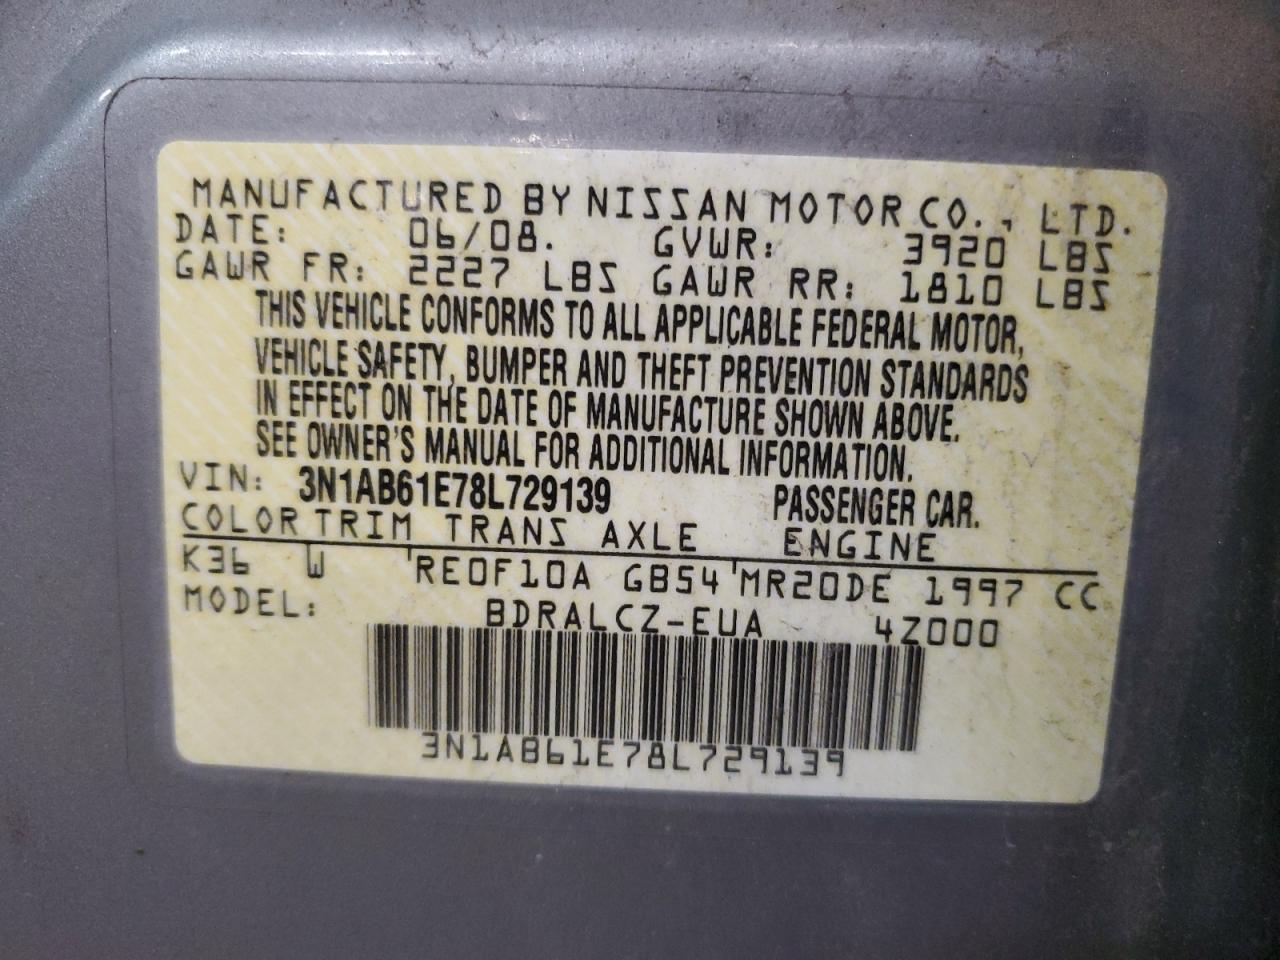 MANUFACTURED BY NISSAN MOTOR CO., LTD.
DATE: 06/08. GVWR: 3920 LBS
GAWR FR: 2227 LBS GAWR RR: 1810 LBS
THIS VEHICLE CONFORMS TO ALL APPLICABLE FEDERAL MOTOR,
VEHICLE SAFETY, BUMPER AND THEFT PREVENTION STANDARDS
IN EFFECT ON THE DATE OF MANUFACTURE SHOWN ABOVE.
SEE OWNER'S MANUAL FOR ADDITIONAL INFORMATION.
VIN: 3N1AB61E78L729139 PASSENGER CAR.
COLOR TRIM TRANS AXLE ENGINE
K36 W RE0F10A GB54 MR20DE 1997 CC
MODEL: BDRALCZ-EUA 4Z000
3N1AB61E78L729139